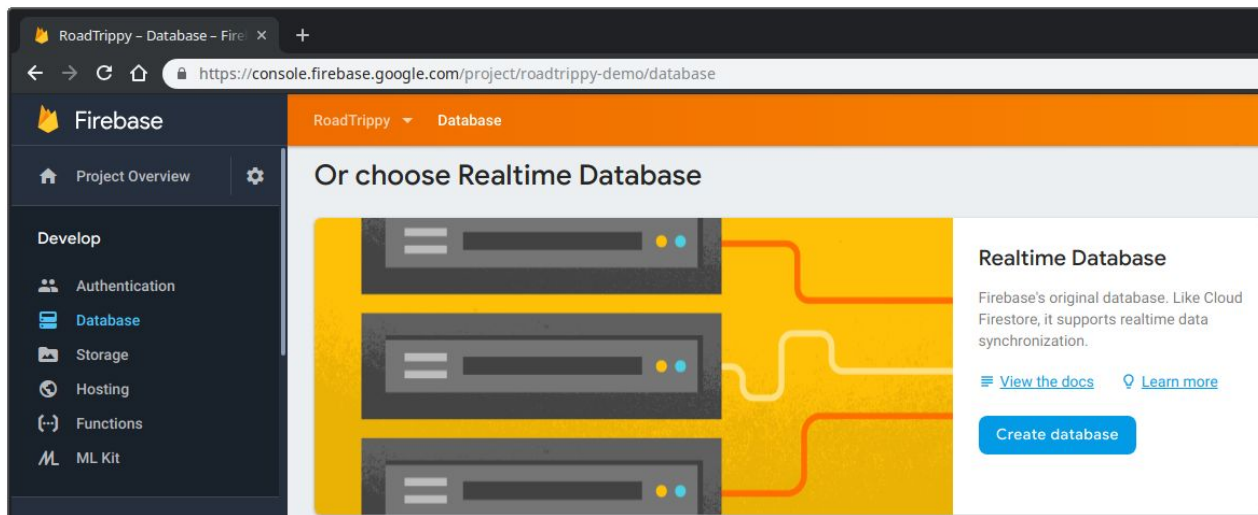 RoadTrippy – Database – Fire
https://console.firebase.google.com/project/roadtrippy-demo/database
Firebase
RoadTrippy
Database
Project Overview
Or choose Realtime Database
Develop
Authentication
Database
Storage
Hosting
Functions
ML Kit
Realtime Database
Firebase's original database. Like Cloud
Firestore, it supports realtime data
synchronization.
View the docs
Learn more
Create database